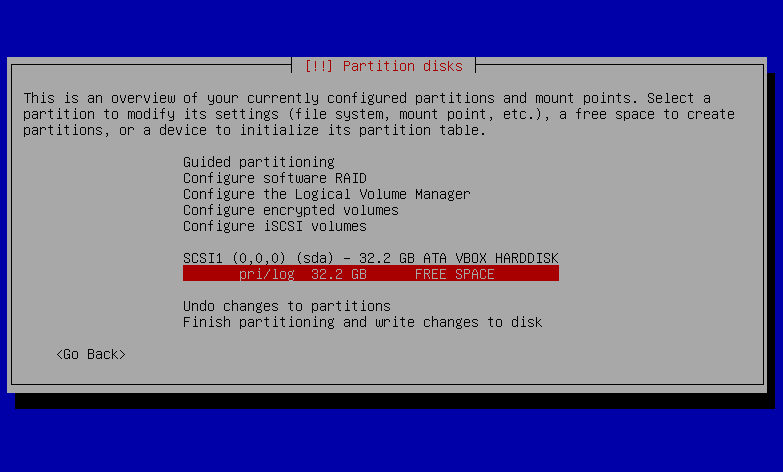 [!!] Partition disks
This is an overview of your currently configured partitions and mount points. Select a
partition to modify its settings (file system, mount point, etc.), a free space to create
partitions, or a device to initialize its partition table.
Guided partitioning
Configure software RAID
Configure the Logical Volume Manager
Configure encrypted volumes
Configure iSCSI volumes
SCSI1 (0,0,0) (sda) - 32.2 GB ATA VBOX HARDDISK
pri/log 32.2 GB FREE SPACE
Undo changes to partitions
Finish partitioning and write changes to disk
<Go Back>